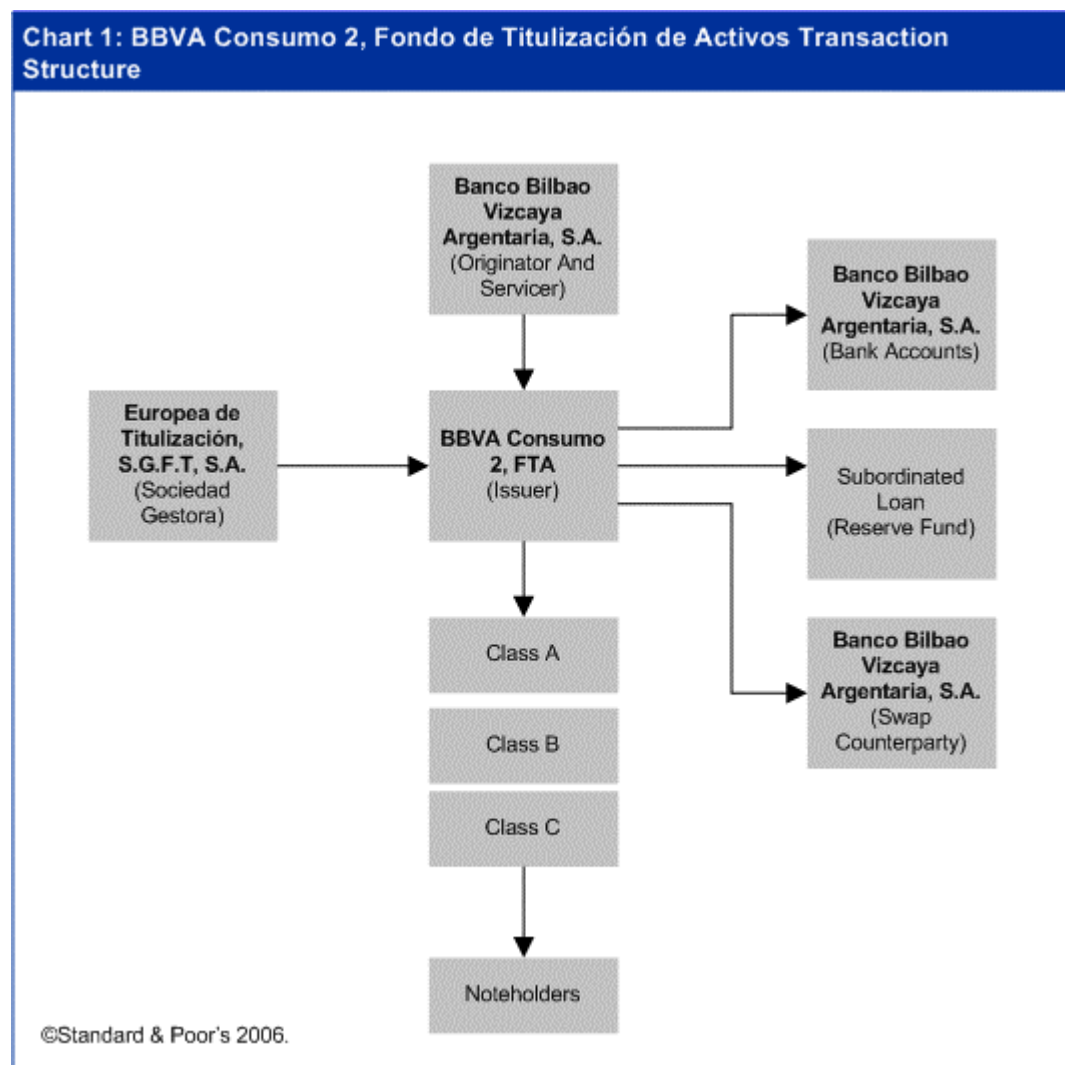 Chart 1: BBVA Consumo 2, Fondo de Titulización de Activos Transaction
Structure
Banco Bilbao
Vizcaya
Argentaria, S.A.
(Originator And
Servicer)
Banco Bilbao
Vizcaya
Argentaria, S.A.
(Bank Accounts)
Europea de
Titulización,
S.G.F.T, S.A.
(Sociedad
Gestora)
BBVA Consumo
2, FTA
(Issuer)
Subordinated
Loan
(Reserve Fund)
Class A
Banco Bilbao
Vizcaya
Argentaria, S.A.
(Swap
Counterparty)
Class B
Class C
Noteholders
©Standard & Poor's 2006.